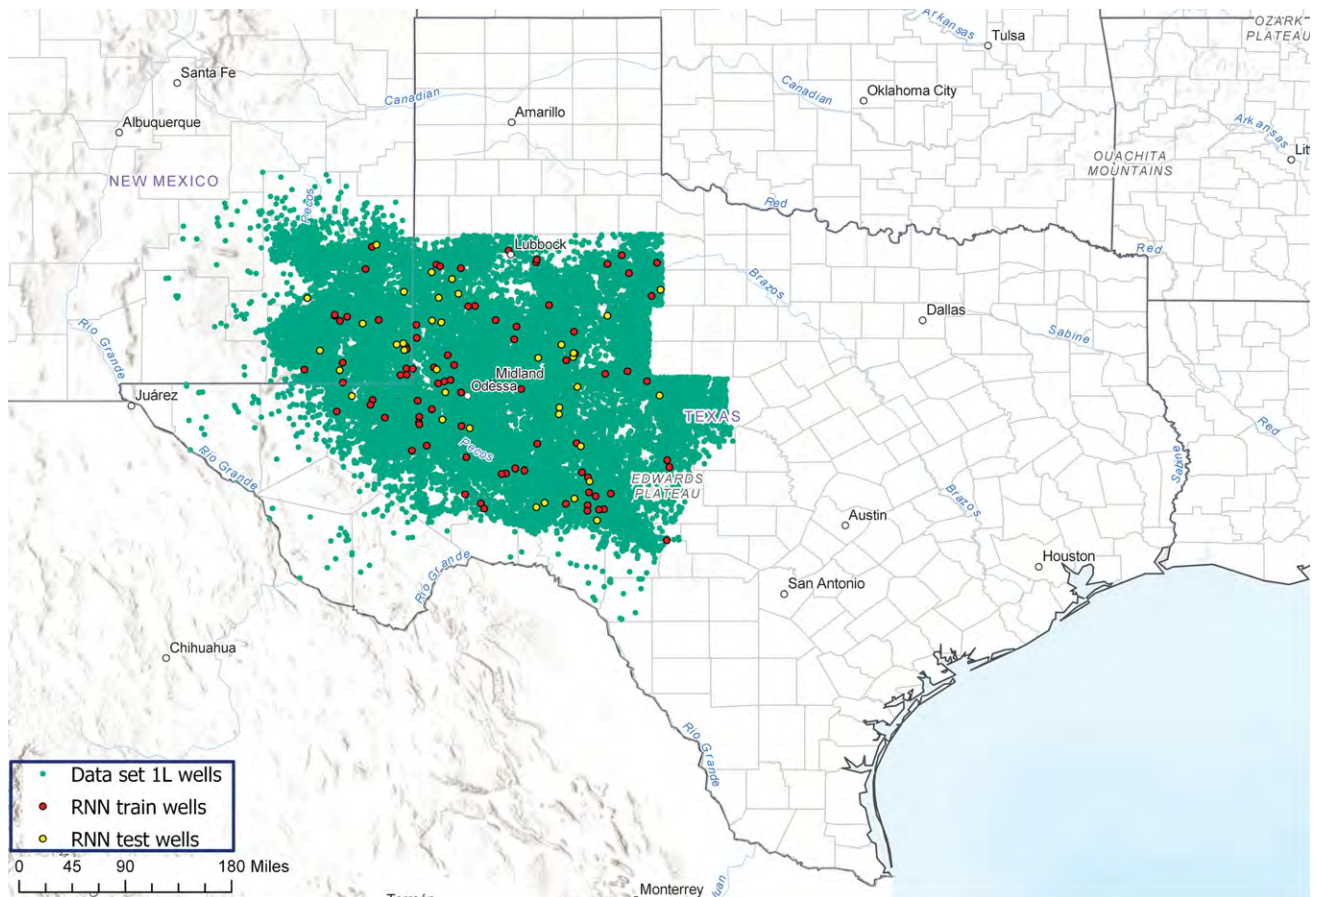 OZARK
PLATEAU
Arkansas
Tulsa
Santa Fe
Canadian
Canadian
Oklahoma City
Amarillo
Albuquerque
Arkansas
Lit
OUACHITA
MOUNTAINS
NEW MEXICO
Pecos
Red
Lubbock
Red
Brazos
Dallas
Sabine
Rio Grande
Midland
Odessa
Juárez
TEXAS
Red
Pecos
Rio Grande
Sabine
EDWARDS
PLATEAU
Brazos
Austin
Houston
Rio Grande
San Antonio
Chihuahua
Rio Grande
Data set 1L wells
RNN train wells
RNN test wells
0 45 90 180 Miles
Monterrey